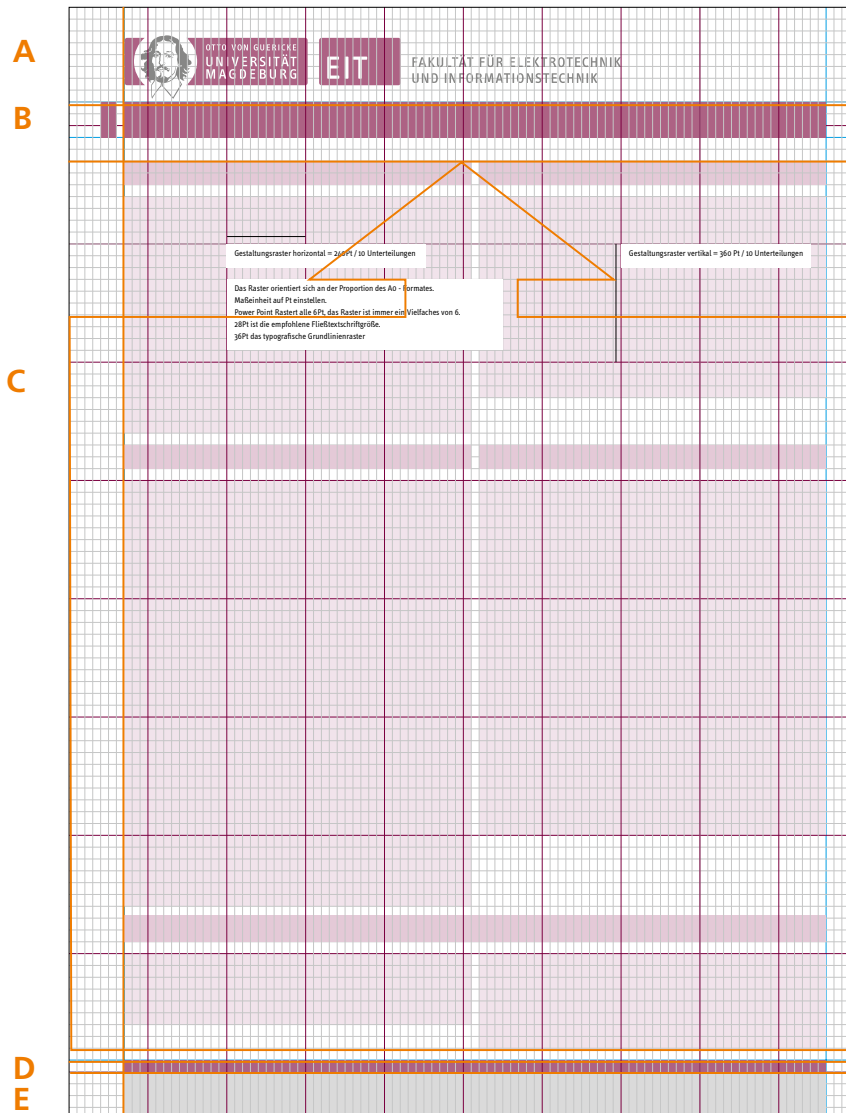 A
OTTO VON GUERICKE
UNIVERSITÄT
MAGDEBURG
EIT
FAKULTÄT FÜR ELEKTROTECHNIK
UND INFORMATIONSTECHNIK
B
Gestaltungsraster horizontal = 240Pt / 10 Unterteilungen
Gestaltungsraster vertikal = 360 Pt / 10 Unterteilungen
Das Raster orientiert sich an der Proportion des A0 - Formates.
Maßeinheit auf Pt einstellen.
Power Point Rastert alle 6Pt, das Raster ist immer ein Vielfaches von 6.
28Pt ist die empfohlene Fließtextschriftgröße.
36Pt das typografische Grundlinienraster
C
D
E